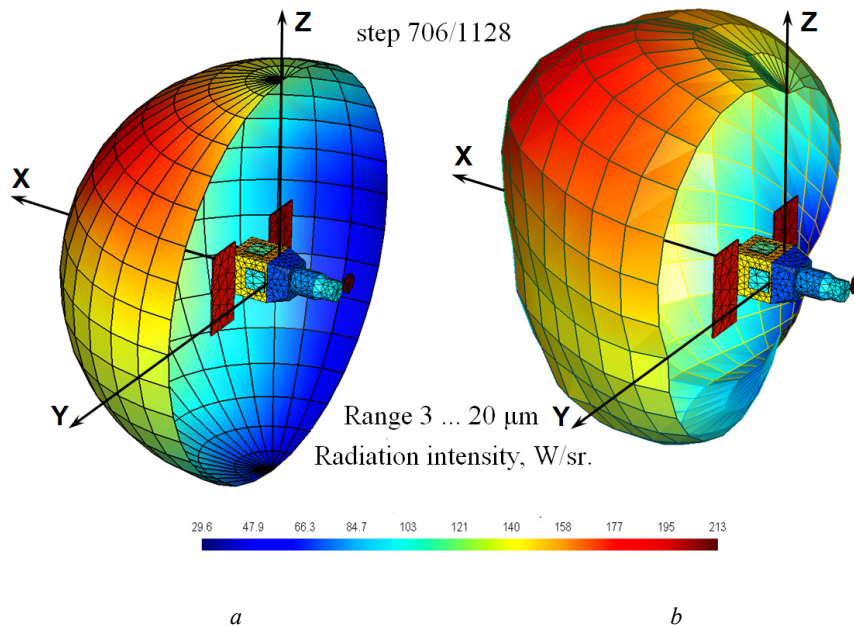 Z
step 706/1128
Z
X
X
Y
Y
Range 3 ... 20 μm
Radiation intensity, W/sr.
29.6 47.9 66.3 84.7 103 121 140 158 177 195 213
a b